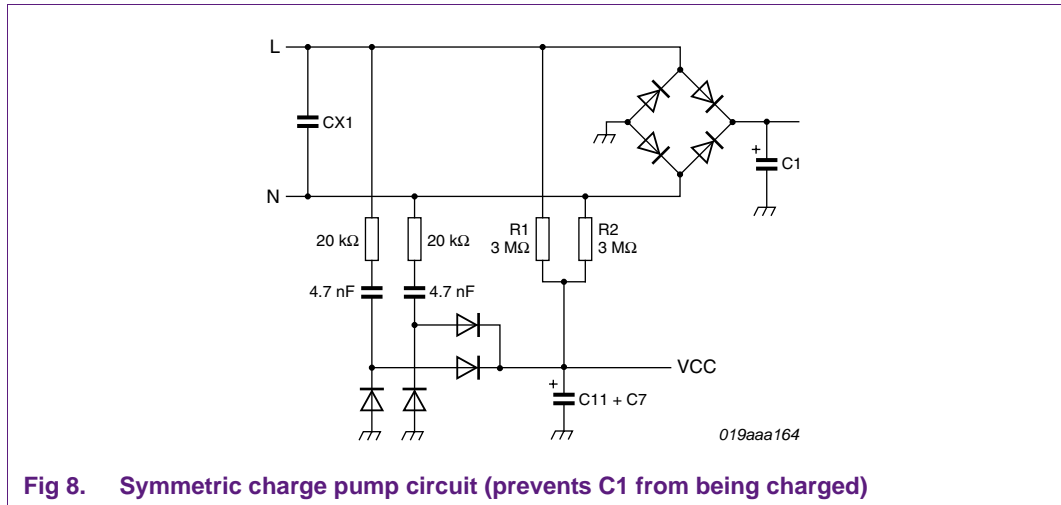 L
CX1
C1
N
20 kΩ
20 kΩ
R1
3 MΩ
R2
3 MΩ
4.7 nF
4.7 nF
VCC
C11 + C7
019aaa164
Fig 8. Symmetric charge pump circuit (prevents C1 from being charged)